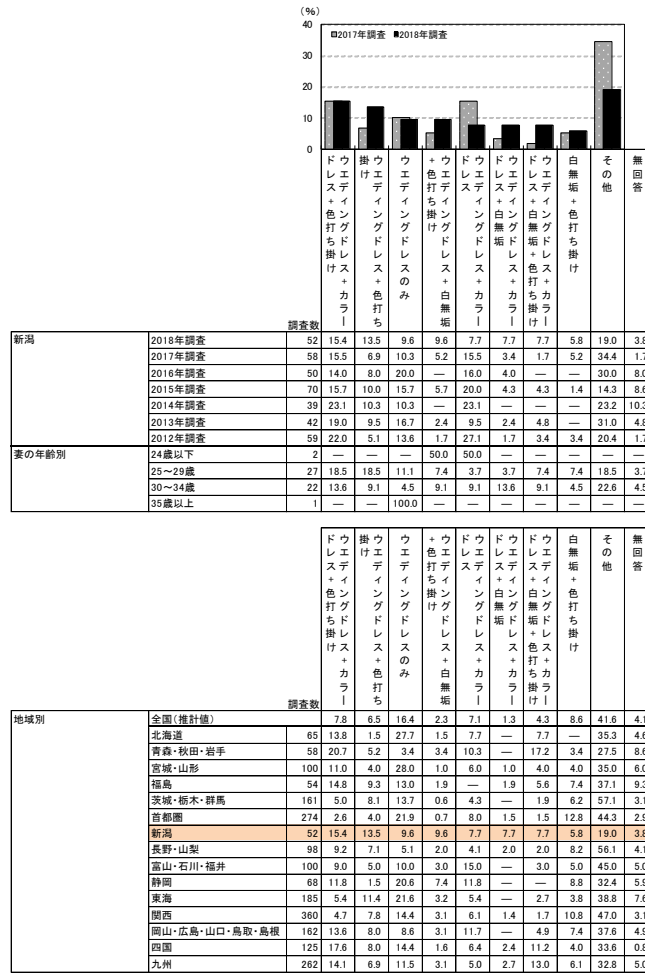 (%)
40
30
20
10
0
2017年調査 2018年調査
調査数 ウエディングドレス+カラードレス+色打ち掛け ウエディングドレス+色打ち掛け ウエディングドレスのみ ウエディングドレス+白無垢+色打ち掛け ウエディングドレス+カラードレス ウエディングドレス+カラードレス+白無垢 ウエディングドレス+カラードレス+白無垢+色打ち掛け 白無垢+色打ち掛け その他 無回答
新潟 2018年調査 52 15.4 13.5 9.6 9.6 7.7 7.7 7.7 5.8 19.0 3.8
2017年調査 58 15.5 6.9 10.3 5.2 15.5 3.4 1.7 5.2 34.4 1.7
2016年調査 50 14.0 8.0 20.0 — 16.0 4.0 — — 30.0 8.0
2015年調査 70 15.7 10.0 15.7 5.7 20.0 4.3 4.3 1.4 14.3 8.6
2014年調査 39 23.1 10.3 10.3 — 23.1 — — — 23.2 10.3
2013年調査 42 19.0 9.5 16.7 2.4 9.5 2.4 4.8 — 31.0 4.8
2012年調査 59 22.0 5.1 13.6 1.7 27.1 1.7 3.4 3.4 20.4 1.7
妻の年齢別 24歳以下 2 — — — 50.0 50.0 — — — — —
25～29歳 27 18.5 18.5 11.1 7.4 3.7 3.7 7.4 7.4 18.5 3.7
30～34歳 22 13.6 9.1 4.5 9.1 9.1 13.6 9.1 4.5 22.6 4.5
35歳以上 1 — — 100.0 — — — — — — —
調査数 ウエディングドレス+カラードレス+色打ち掛け ウエディングドレス+色打ち掛け ウエディングドレスのみ ウエディングドレス+白無垢+色打ち掛け ウエディングドレス+カラードレス ウエディングドレス+カラードレス+白無垢 ウエディングドレス+カラードレス+白無垢+色打ち掛け 白無垢+色打ち掛け その他 無回答
地域別 全国(推計値) 7.8 6.5 16.4 2.3 7.1 1.3 4.3 8.6 41.6 4.1
北海道 65 13.8 1.5 27.7 1.5 7.7 — 7.7 — 35.3 4.6
青森・秋田・岩手 58 20.7 5.2 3.4 3.4 10.3 — 17.2 3.4 27.5 8.6
宮城・山形 100 11.0 4.0 28.0 1.0 6.0 1.0 4.0 4.0 35.0 6.0
福島 54 14.8 9.3 13.0 1.9 — 1.9 5.6 7.4 37.1 9.3
茨城・栃木・群馬 161 5.0 8.1 13.7 0.6 4.3 — 1.9 6.2 57.1 3.1
首都圏 274 2.6 4.0 21.9 0.7 8.0 1.5 1.5 12.8 44.3 2.9
新潟 52 15.4 13.5 9.6 9.6 7.7 7.7 7.7 5.8 19.0 3.8
長野・山梨 98 9.2 7.1 5.1 2.0 4.1 2.0 2.0 8.2 56.1 4.1
富山・石川・福井 100 9.0 5.0 10.0 3.0 15.0 — 3.0 5.0 45.0 5.0
静岡 68 11.8 1.5 20.6 7.4 11.8 — — 8.8 32.4 5.9
東海 185 5.4 11.4 21.6 3.2 5.4 — 2.7 3.8 38.8 7.6
関西 360 4.7 7.8 14.4 3.1 6.1 1.4 1.7 10.8 47.0 3.1
岡山・広島・山口・鳥取・島根 162 13.6 8.0 8.6 3.1 11.7 — 4.9 7.4 37.6 4.9
四国 125 17.6 8.0 14.4 1.6 6.4 2.4 11.2 4.0 33.6 0.8
九州 262 14.1 6.9 11.5 3.1 5.0 2.7 13.0 6.1 32.8 5.0